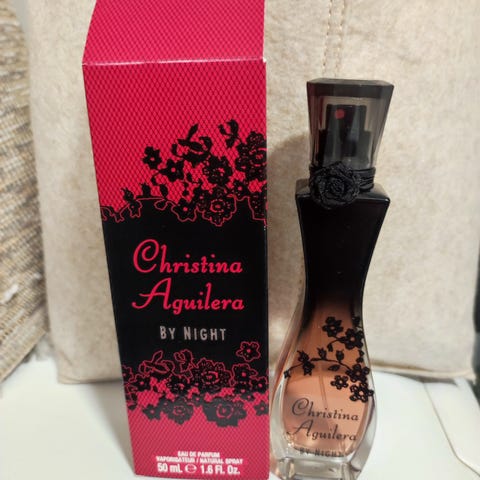 Christina
Aguilera
BY NIGHT
EAU DE PARFUM
VAPORISATEUR / NATURAL SPRAY
50 mL ℮ 1.6 FL. Oz.
Christina
Aguilera
BY NIGHT